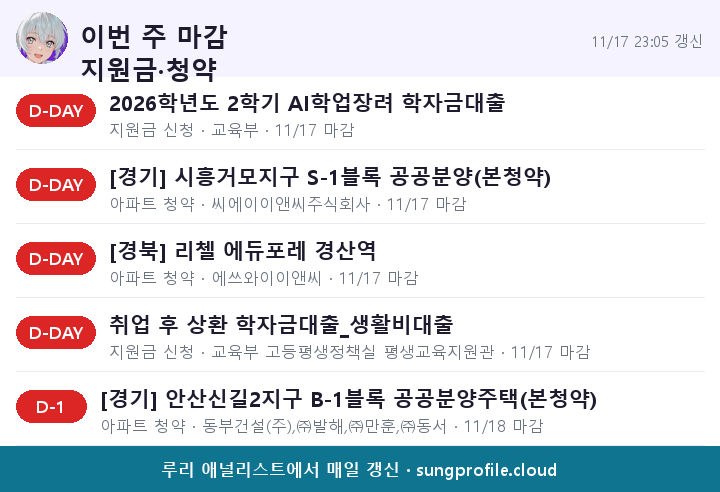 이번 주 마감
지원금·청약
11/17 23:05 갱신
D-DAY
2026학년도 2학기 AI학업장려 학자금대출
지원금 신청 · 교육부 · 11/17 마감
D-DAY
[경기] 시흥거모지구 S-1블록 공공분양(본청약)
아파트 청약 · 씨에이이앤씨주식회사 · 11/17 마감
D-DAY
[경북] 리첼 에듀포레 경산역
아파트 청약 · 에쓰와이이앤씨 · 11/17 마감
D-DAY
취업 후 상환 학자금대출_생활비대출
지원금 신청 · 교육부 고등평생정책실 평생교육지원관 · 11/17 마감
D-1
[경기] 안산신길2지구 B-1블록 공공분양주택(본청약)
아파트 청약 · 동부건설(주),㈜발해,㈜만훈,㈜동서 · 11/18 마감
루리 애널리스트에서 매일 갱신 · sungprofile.cloud